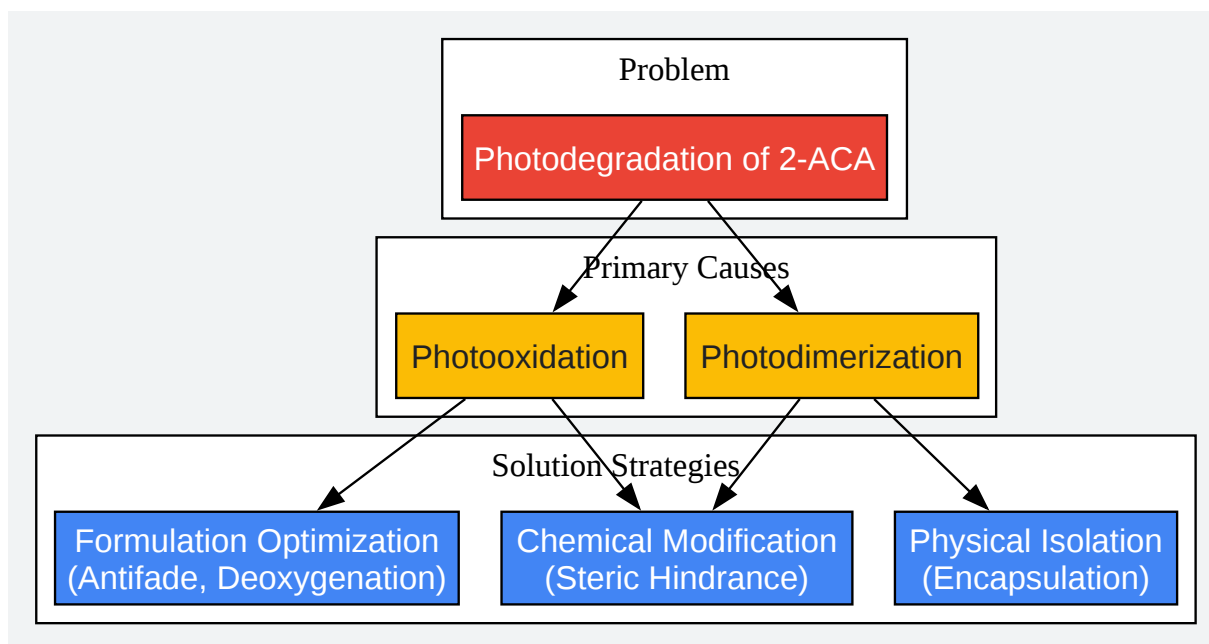 Problem
Photodegradation of 2-ACA
Primary Causes
Photooxidation
Photodimerization
Solution Strategies
Formulation Optimization
(Antifade, Deoxygenation)
Chemical Modification
(Steric Hindrance)
Physical Isolation
(Encapsulation)